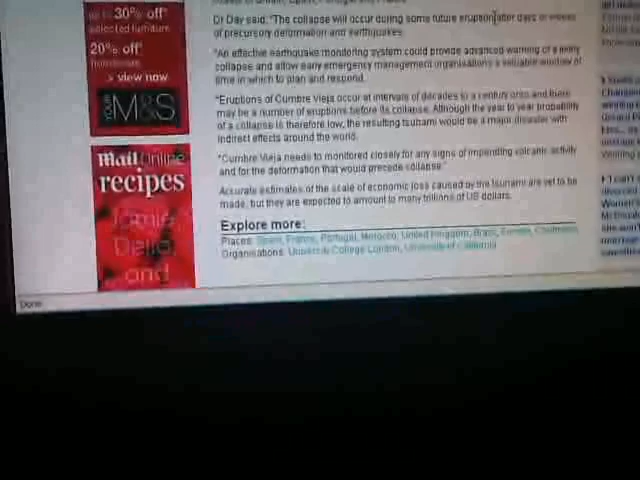 up to 30% off*
selected furniture
20% off*
homeware
> view now
YOUR M&S
Mail Online
recipes
Jamie,
Delia,
and
Dr Day said: "The collapse will occur during some future eruption after days or weeks
of precursory deformation and earthquakes.
"An effective earthquake monitoring system could provide advanced warning of a likely
collapse and allow early emergency management organisations a valuable window of
time in which to plan and respond.
"Eruptions of Cumbre Vieja occur at intervals of decades to a century or so and there
may be a number of eruptions before its collapse. Although the year to year probability
of a collapse is therefore low, the resulting tsunami would be a major disaster with
indirect effects around the world.
"Cumbre Vieja needs to monitored closely for any signs of impending volcanic activity
and for the deformation that would precede collapse."
Accurate estimates of the scale of economic loss caused by the tsunami are yet to be
made, but they are expected to amount to many trillions of US dollars.
Explore more:
Places: Spain, France, Portugal, Morocco, United Kingdom, Brazil, Europe,
Organisations: University College London, University of California
Done